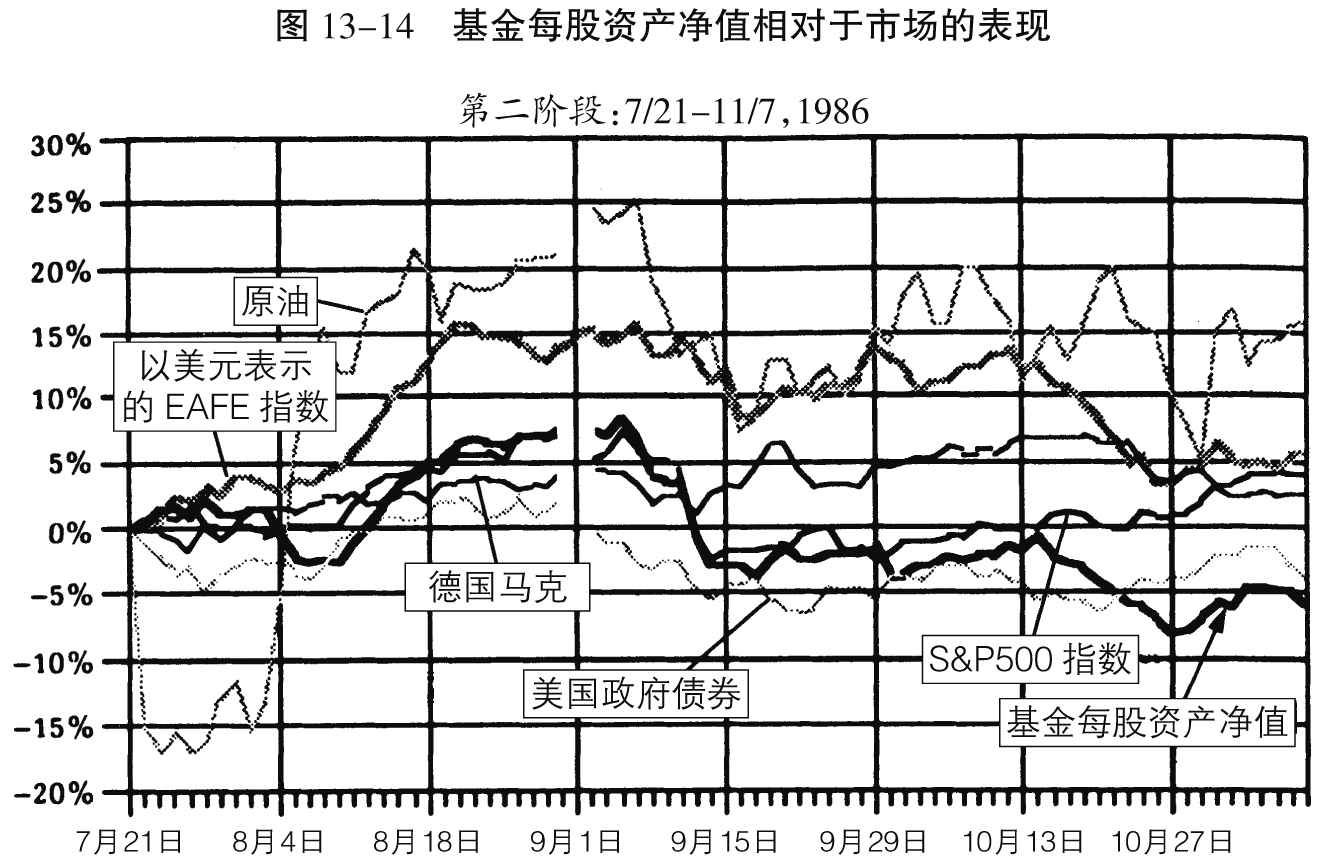 图 13-14 基金每股资产净值相对于市场的表现
第二阶段:7/21-11/7,1986
30%
25%
20%
15%
10%
5%
0%
-5%
-10%
-15%
-20%
原油
以美元表示
的 EAFE 指数
德国马克
美国政府债券
S&P500 指数
基金每股资产净值
7月21日 8月4日 8月18日 9月1日 9月15日 9月29日 10月13日 10月27日